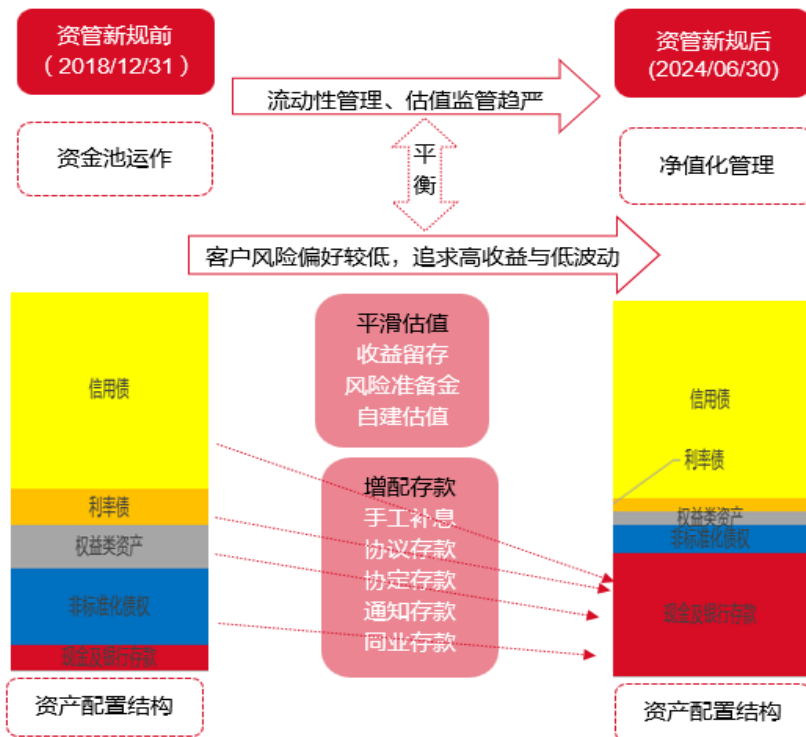 资管新规前
（2018/12/31）
资管新规后
(2024/06/30)
流动性管理、估值监管趋严
资金池运作
平
衡
净值化管理
客户风险偏好较低，追求高收益与低波动
信用债
利率债
权益类资产
非标准化债权
现金及银行存款
资产配置结构
平滑估值
收益留存
风险准备金
自建估值
增配存款
手工补息
协议存款
协定存款
通知存款
同业存款
信用债
利率债
权益类资产
非标准化债权
现金及银行存款
资产配置结构